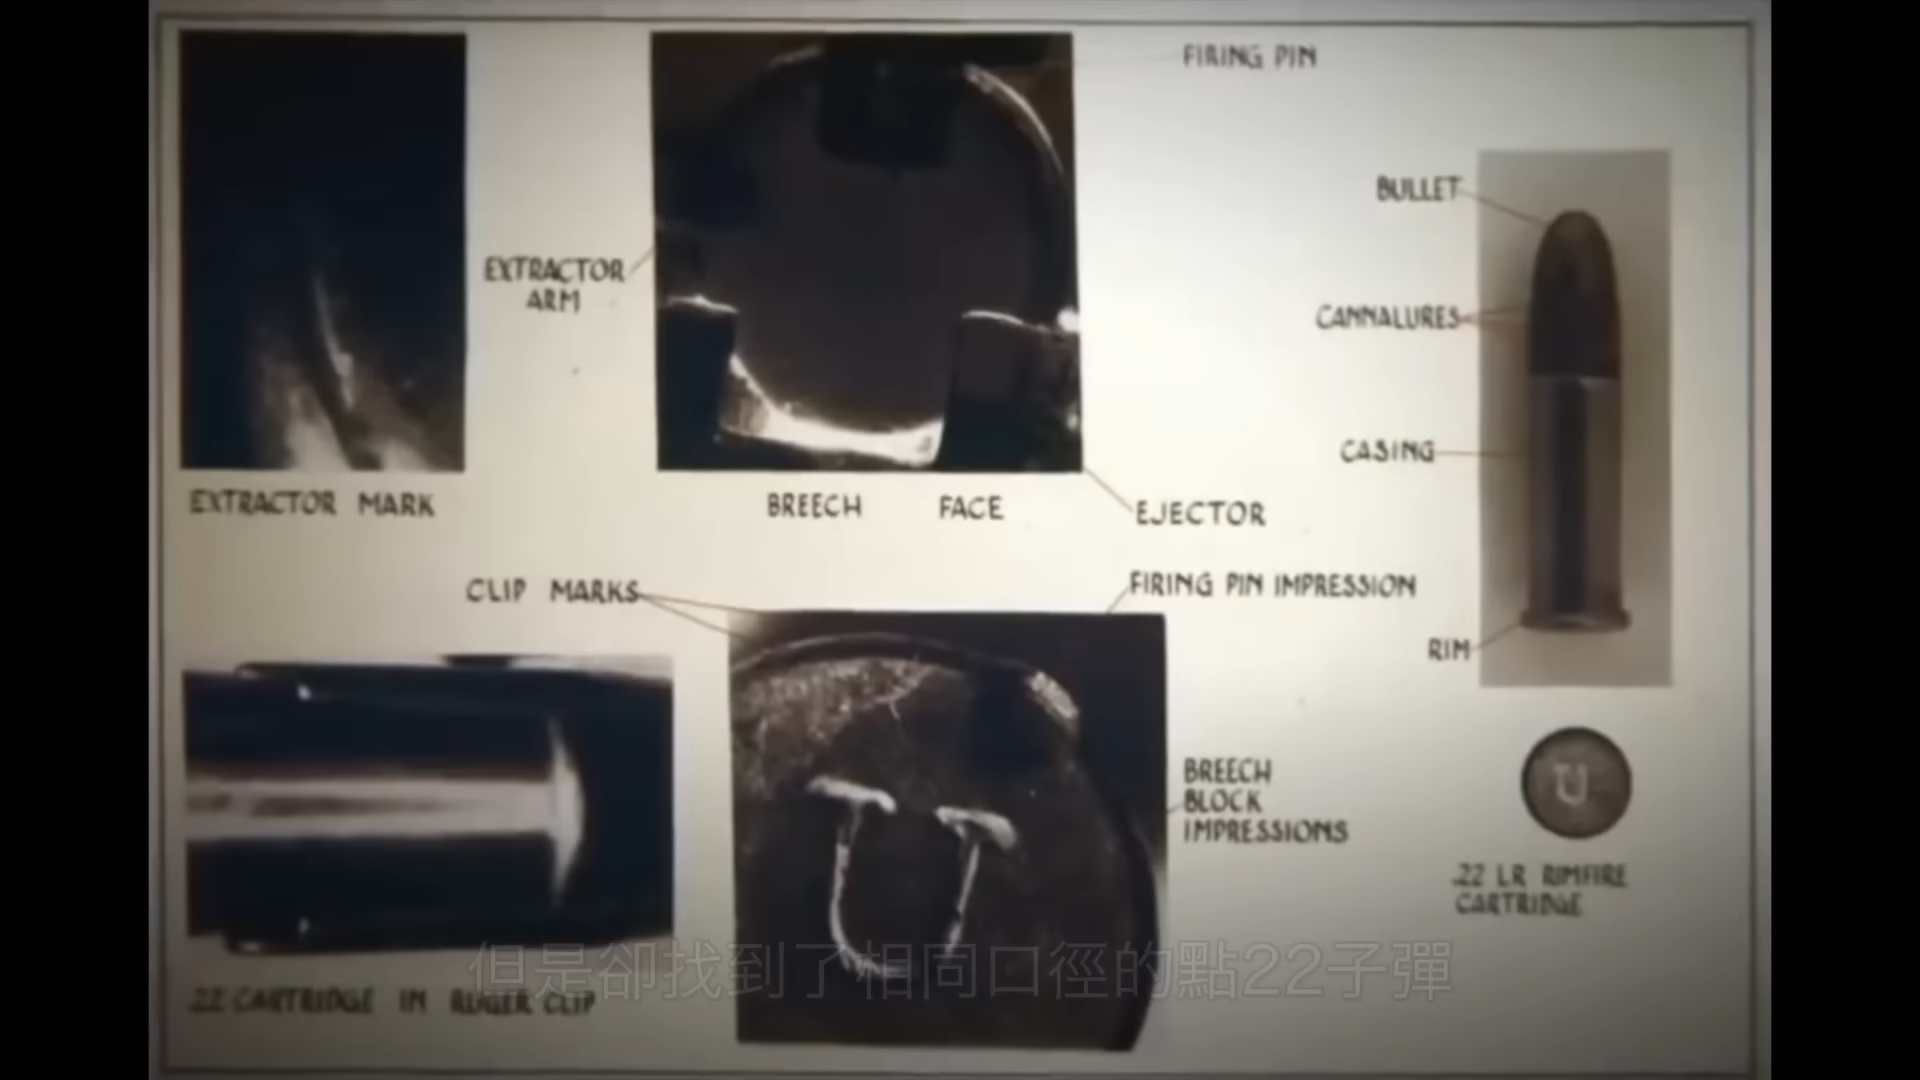 FIRING PIN
BULLET
EXTRACTOR
ARM
CANNALURES
CASING
EXTRACTOR MARK
BREECH FACE
EJECTOR
CLIP MARKS
FIRING PIN IMPRESSION
RIM
BREECH
BLOCK
IMPRESSIONS
U
.22 LR RIMFIRE
CARTRIDGE
.22 CARTRIDGE IN RUGER CLIP
但是卻找到了相同口徑的點22子彈